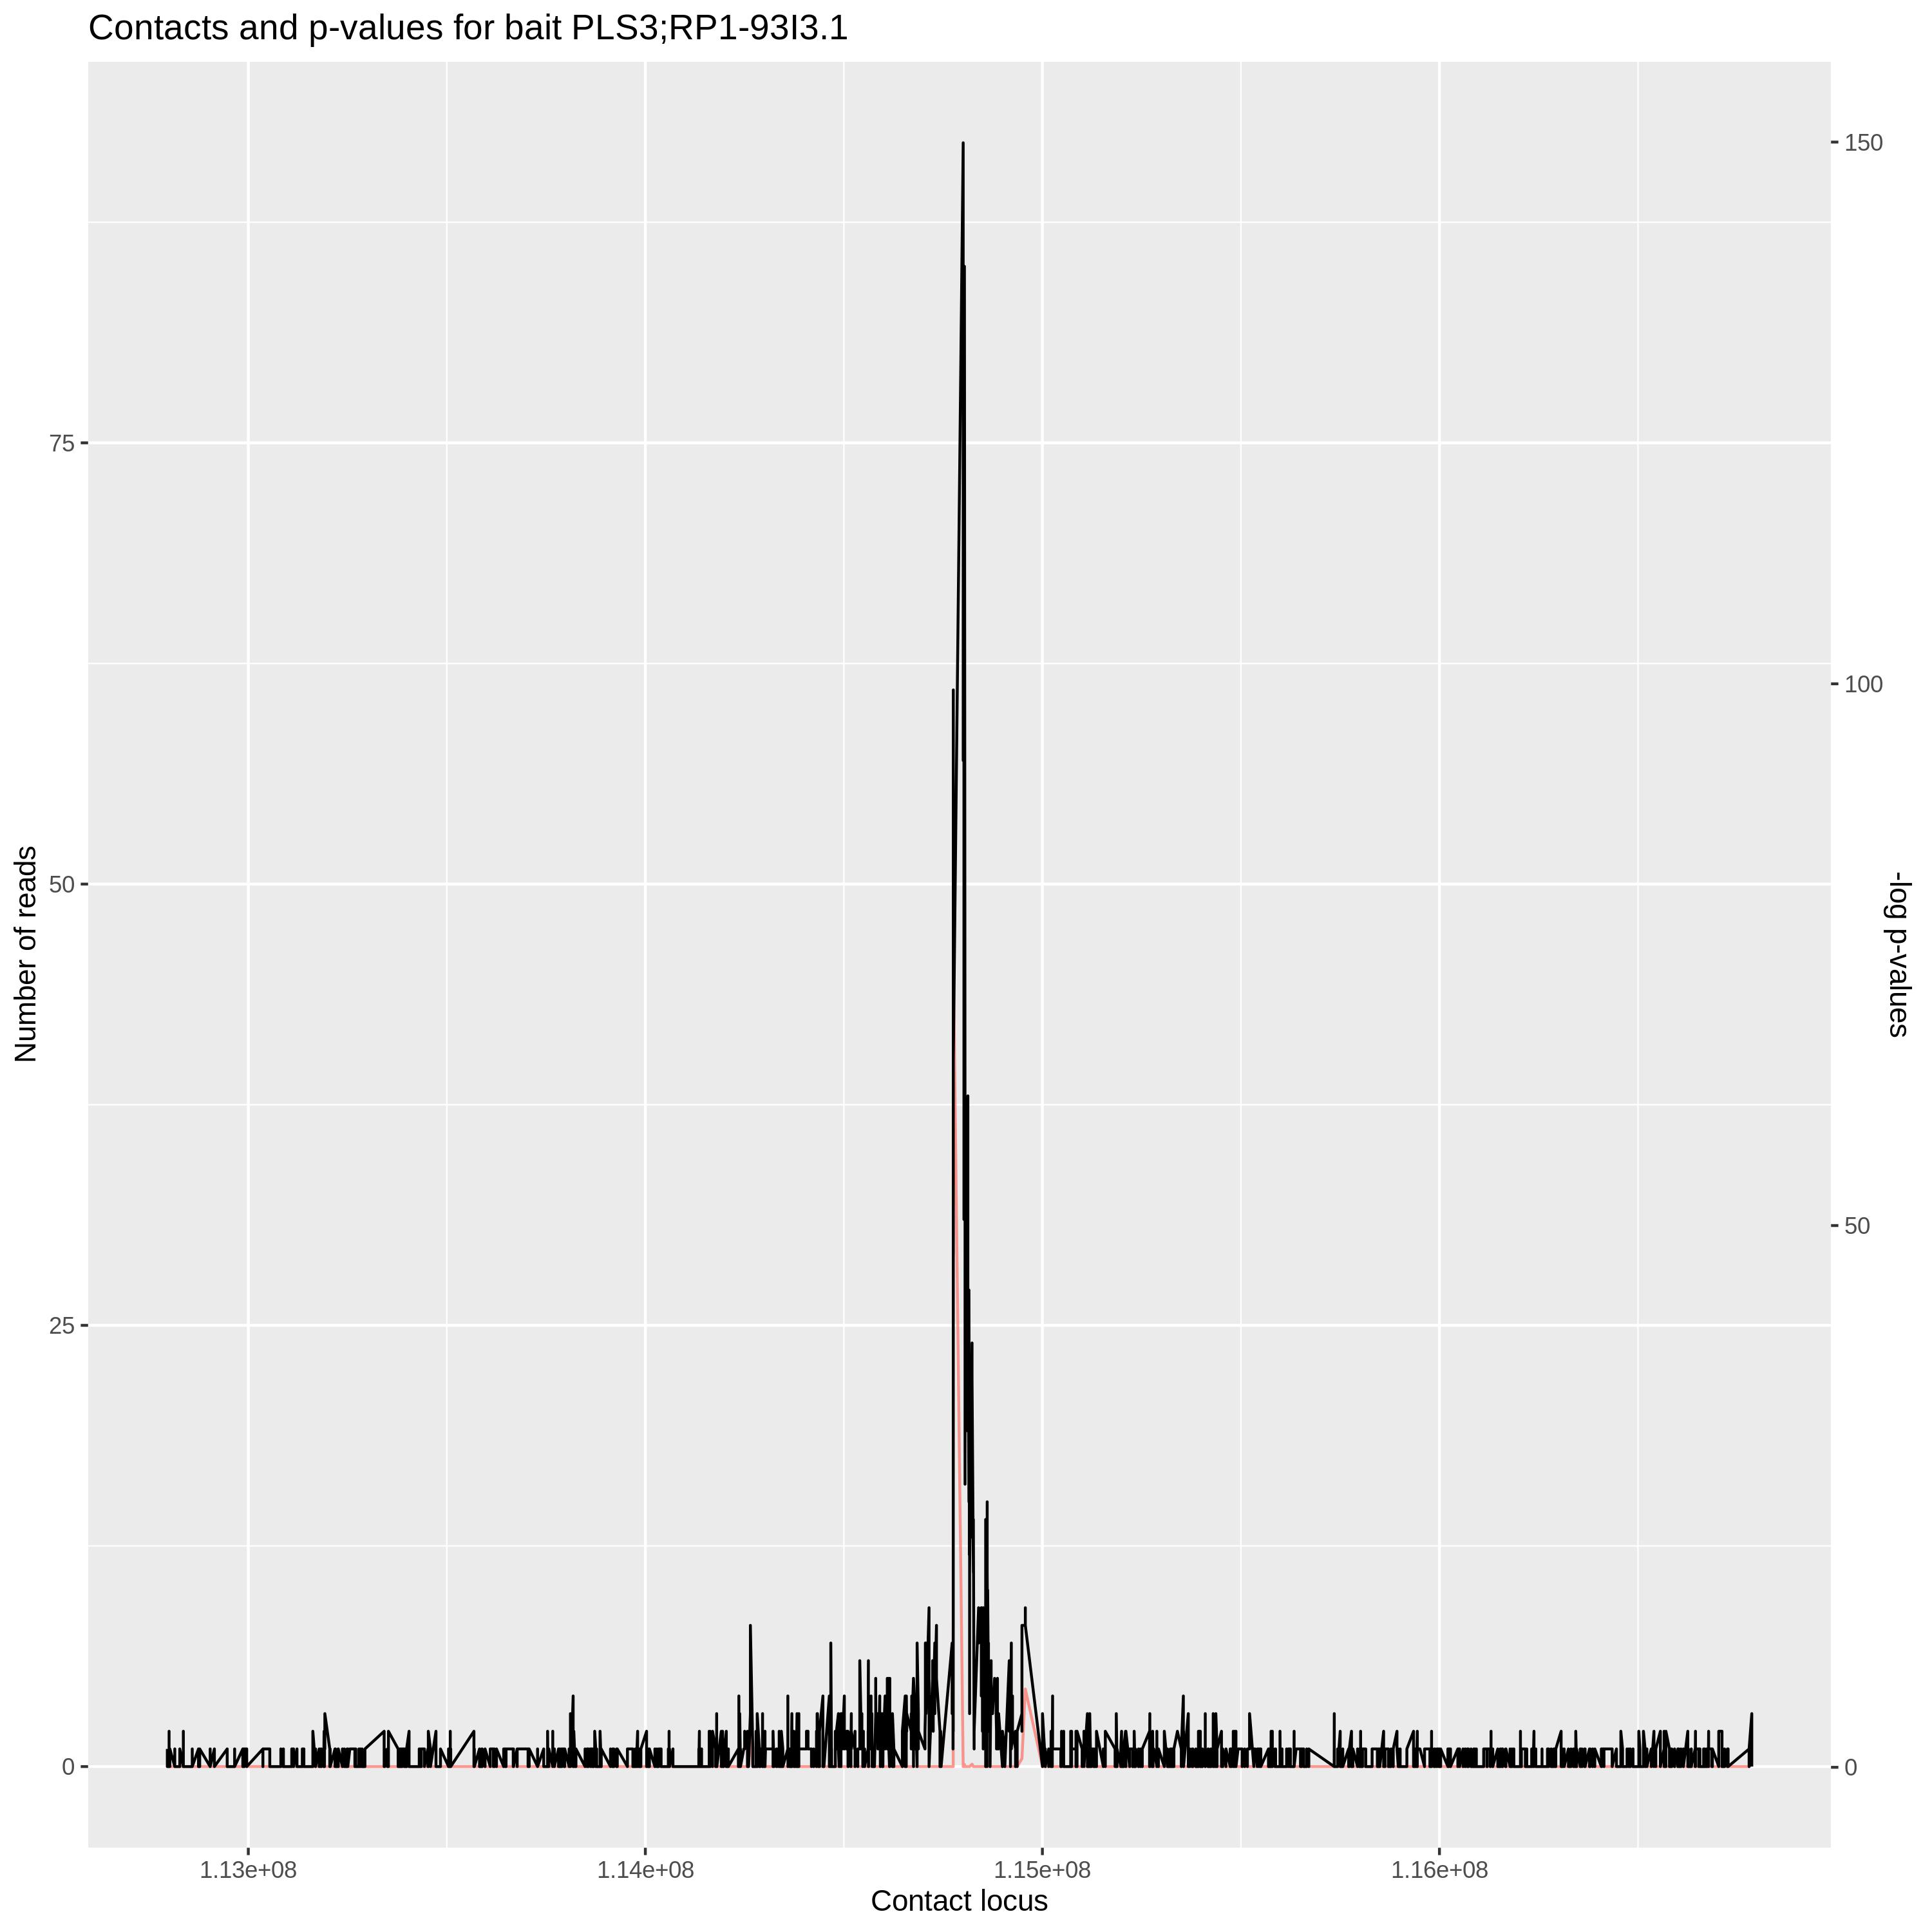 Contacts and p-values for bait PLS3;RP1-93I3.1
150
75
100
50
50
25
0
0
Number of reads
-log p-values
1.13e+08
1.14e+08
1.15e+08
1.16e+08
Contact locus